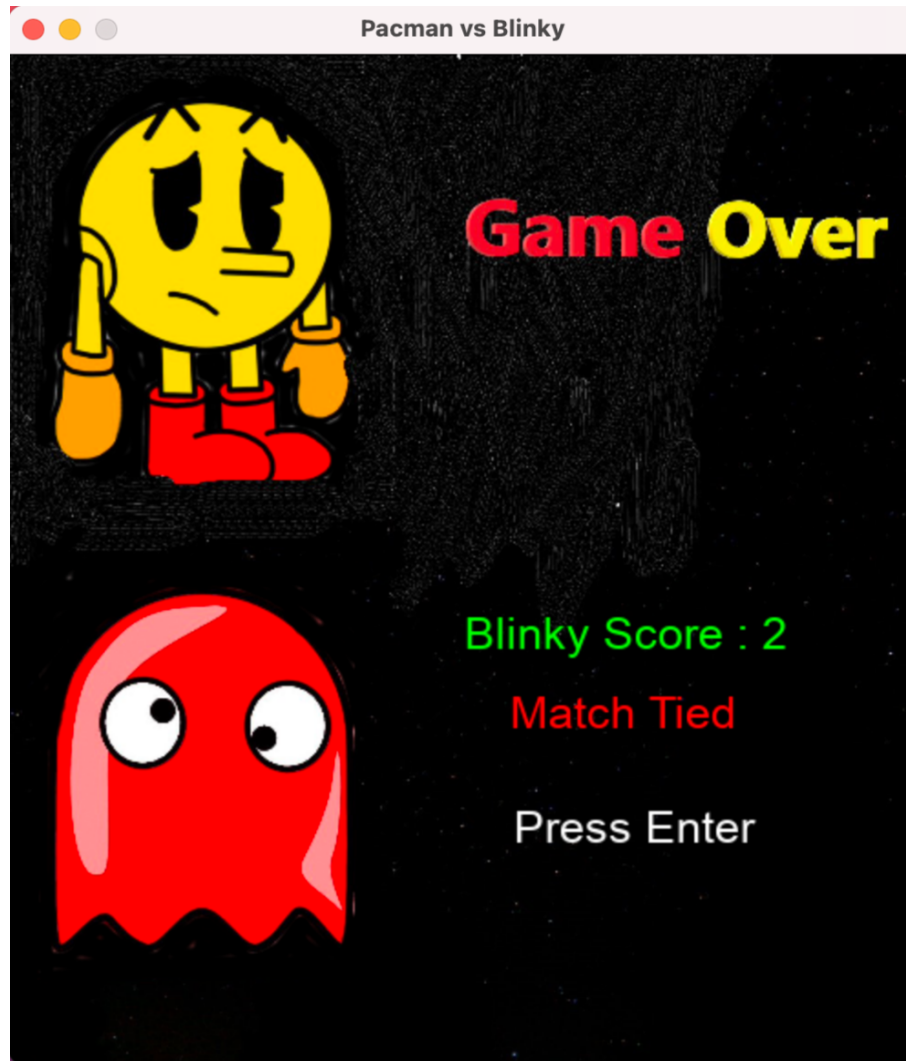 Pacman vs Blinky
Game Over
Blinky Score : 2
Match Tied
Press Enter